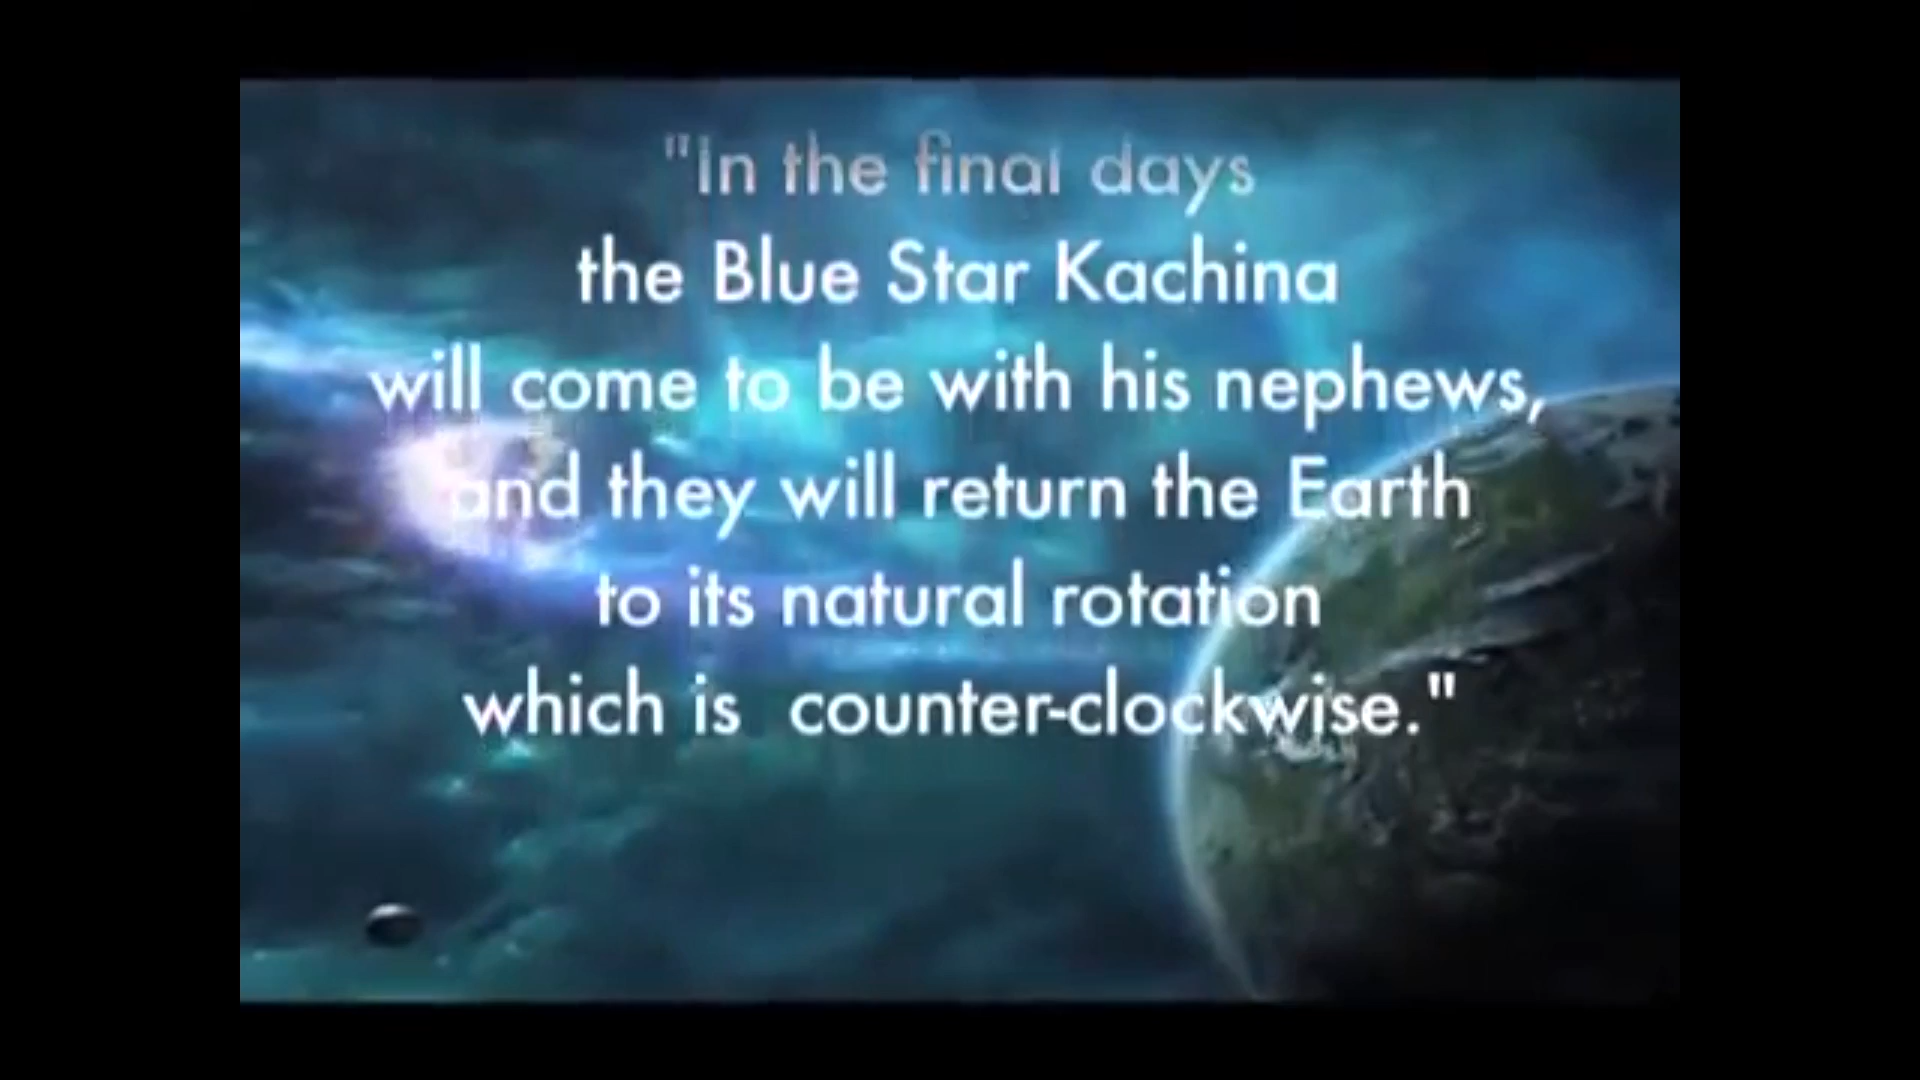 "In the final days
the Blue Star Kachina
will come to be with his nephews,
and they will return the Earth
to its natural rotation
which is  counter-clockwise."